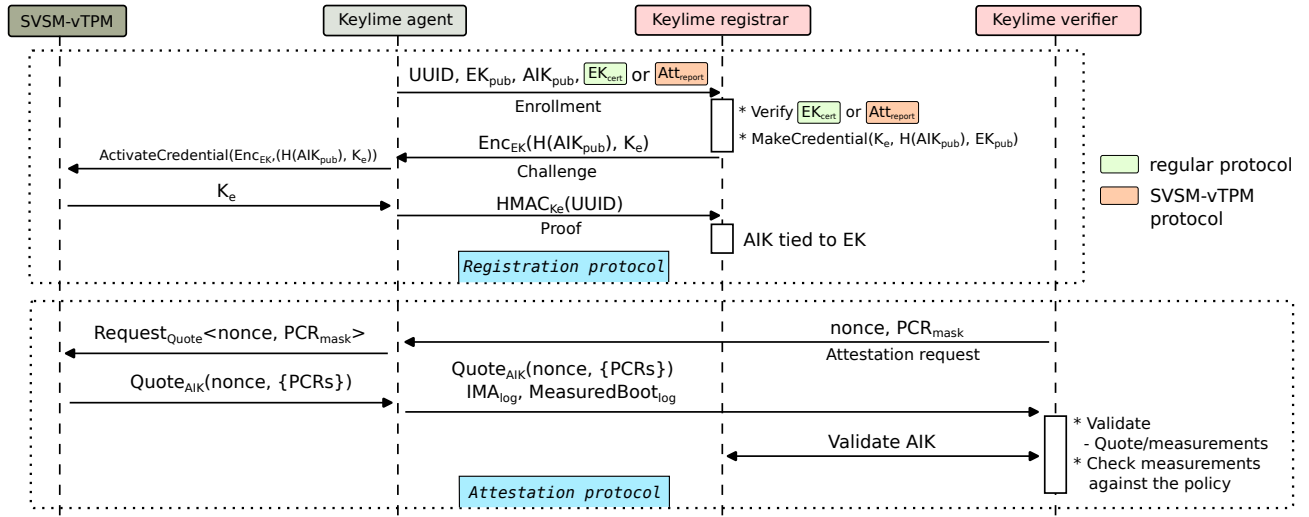 SVSM-vTPM
Keylime agent
Keylime registrar
Keylime verifier
UUID, EKpub, AIKpub, EKcert or Attreport
Enrollment
* Verify EKcert or Attreport
* MakeCredential(Ke, H(AIKpub), EKpub)
EncEK(H(AIKpub), Ke)
Challenge
ActivateCredential(EncEK,(H(AIKpub), Ke))
Ke
HMACKe(UUID)
Proof
AIK tied to EK
Registration protocol
regular protocol
SVSM-vTPM
protocol
RequestQuote<nonce, PCRmask>
nonce, PCRmask
Attestation request
QuoteAIK(nonce, {PCRs})
QuoteAIK(nonce, {PCRs})
IMAlog, MeasuredBootlog
Validate AIK
* Validate
- Quote/measurements
* Check measurements
against the policy
Attestation protocol